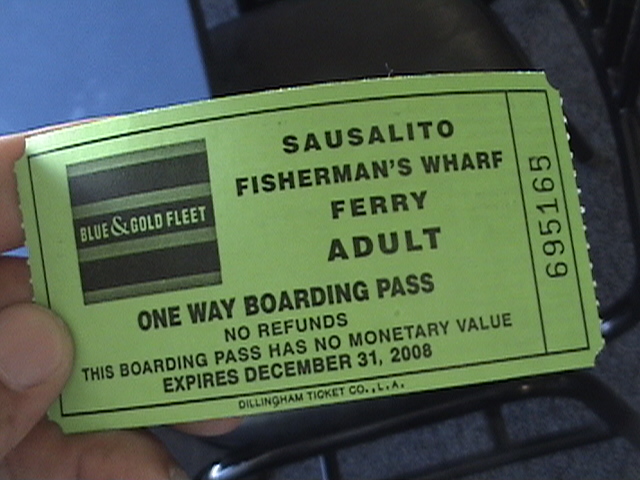 SAUSALITO
FISHERMAN'S WHARF
FERRY
ADULT
BLUE & GOLD FLEET
ONE WAY BOARDING PASS
NO REFUNDS
THIS BOARDING PASS HAS NO MONETARY VALUE
EXPIRES DECEMBER 31, 2008
DILLINGHAM TICKET CO., L.A.
695165